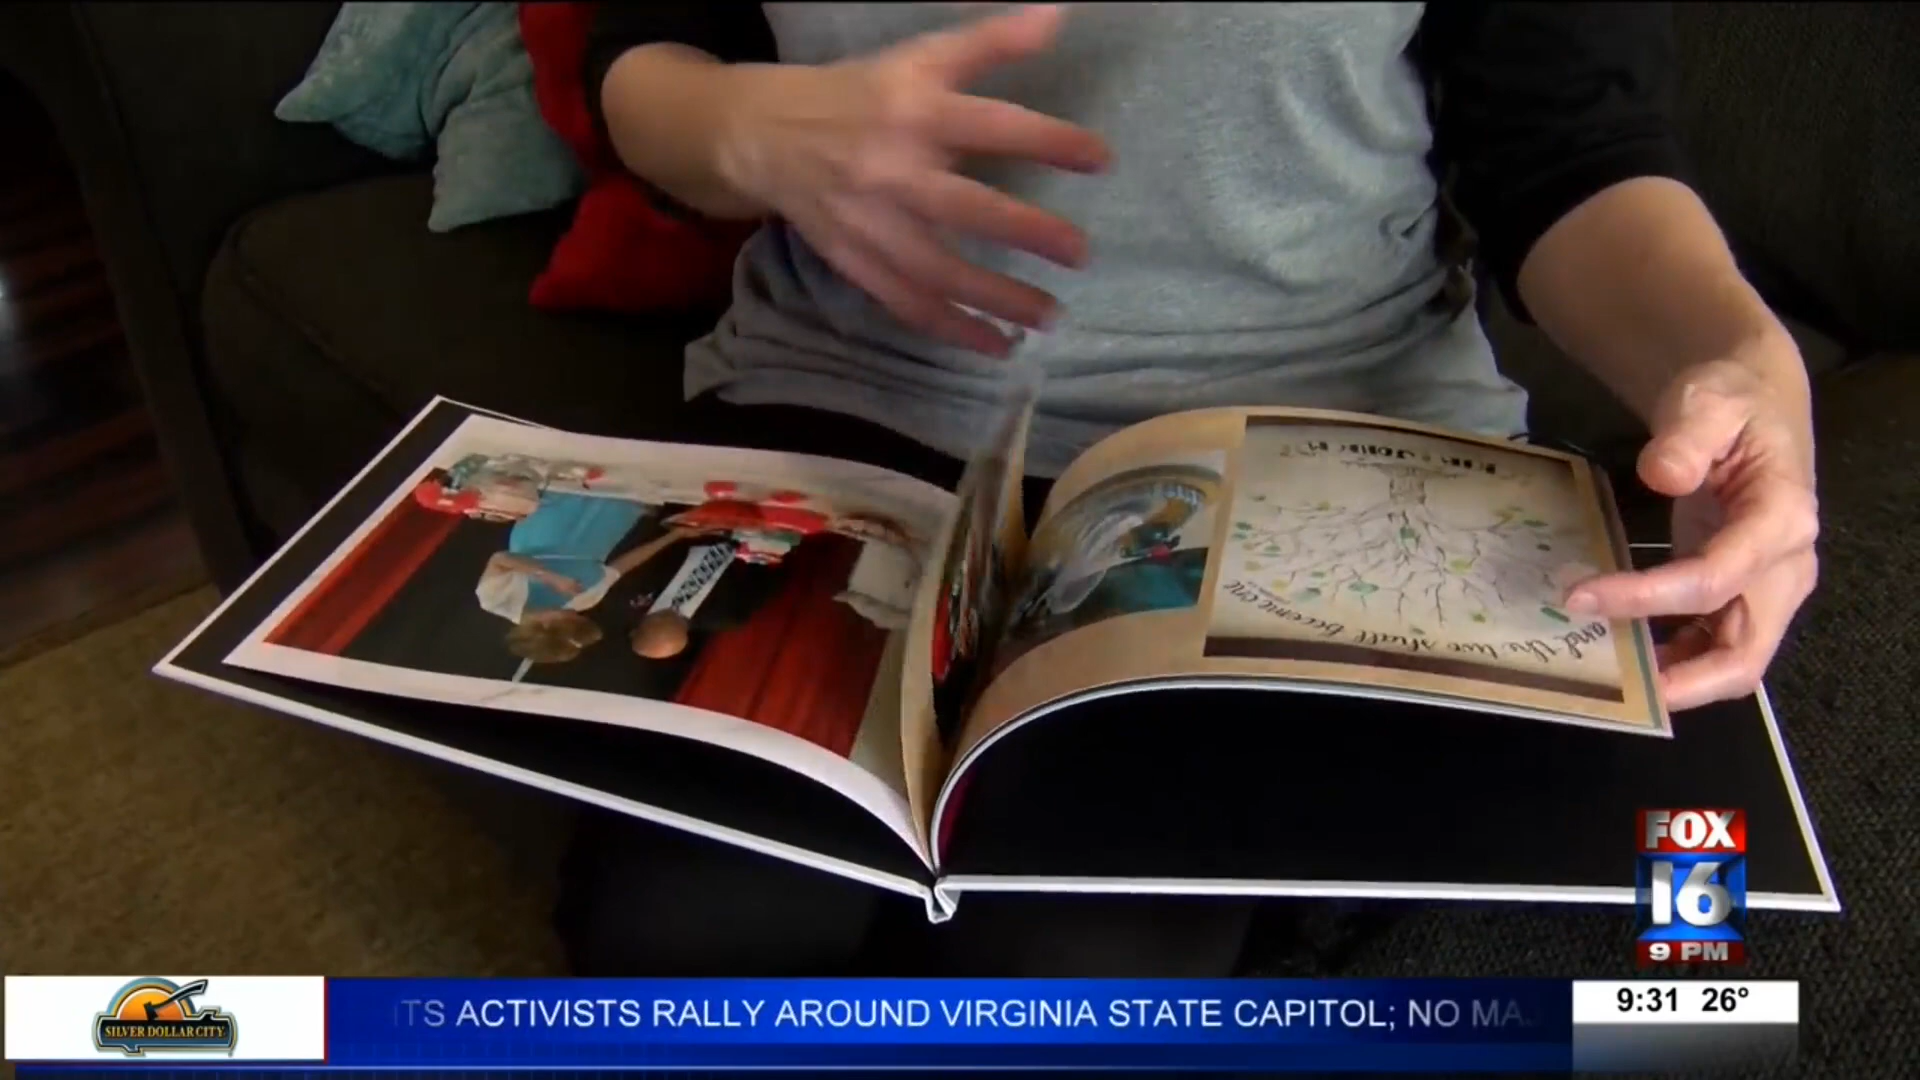 and the two shall become one
FOX
16
9 PM
SILVER DOLLAR CITY
TS ACTIVISTS RALLY AROUND VIRGINIA STATE CAPITOL; NO MA
9:31 26°